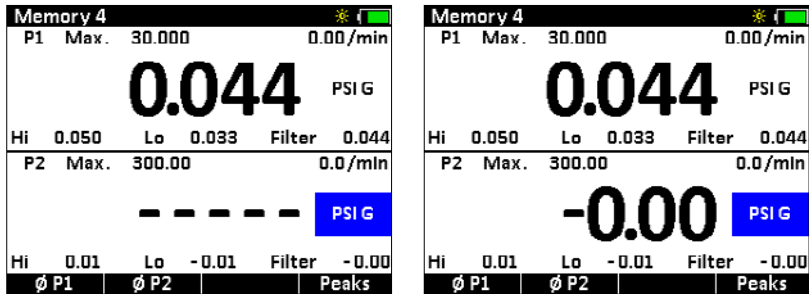 Memory 4
P1 Max. 30.000 0.00/min
0.044 PSI G
Hi 0.050 Lo 0.033 Filter 0.044
P2 Max. 300.00 0.0/min
- - - - - PSI G
Hi 0.01 Lo -0.01 Filter -0.00
ø P1 ø P2 Peaks
Memory 4
P1 Max. 30.000 0.00/min
0.044 PSI G
Hi 0.050 Lo 0.033 Filter 0.044
P2 Max. 300.00 0.0/min
-0.00 PSI G
Hi 0.01 Lo -0.01 Filter -0.00
ø P1 ø P2 Peaks